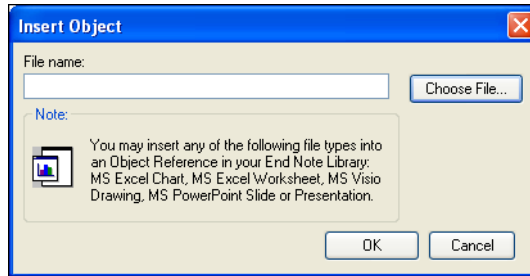 Insert Object
File name:
Choose File...
Note:
You may insert any of the following file types into
an Object Reference in your End Note Library:
MS Excel Chart, MS Excel Worksheet, MS Visio
Drawing, MS PowerPoint Slide or Presentation.
OK Cancel